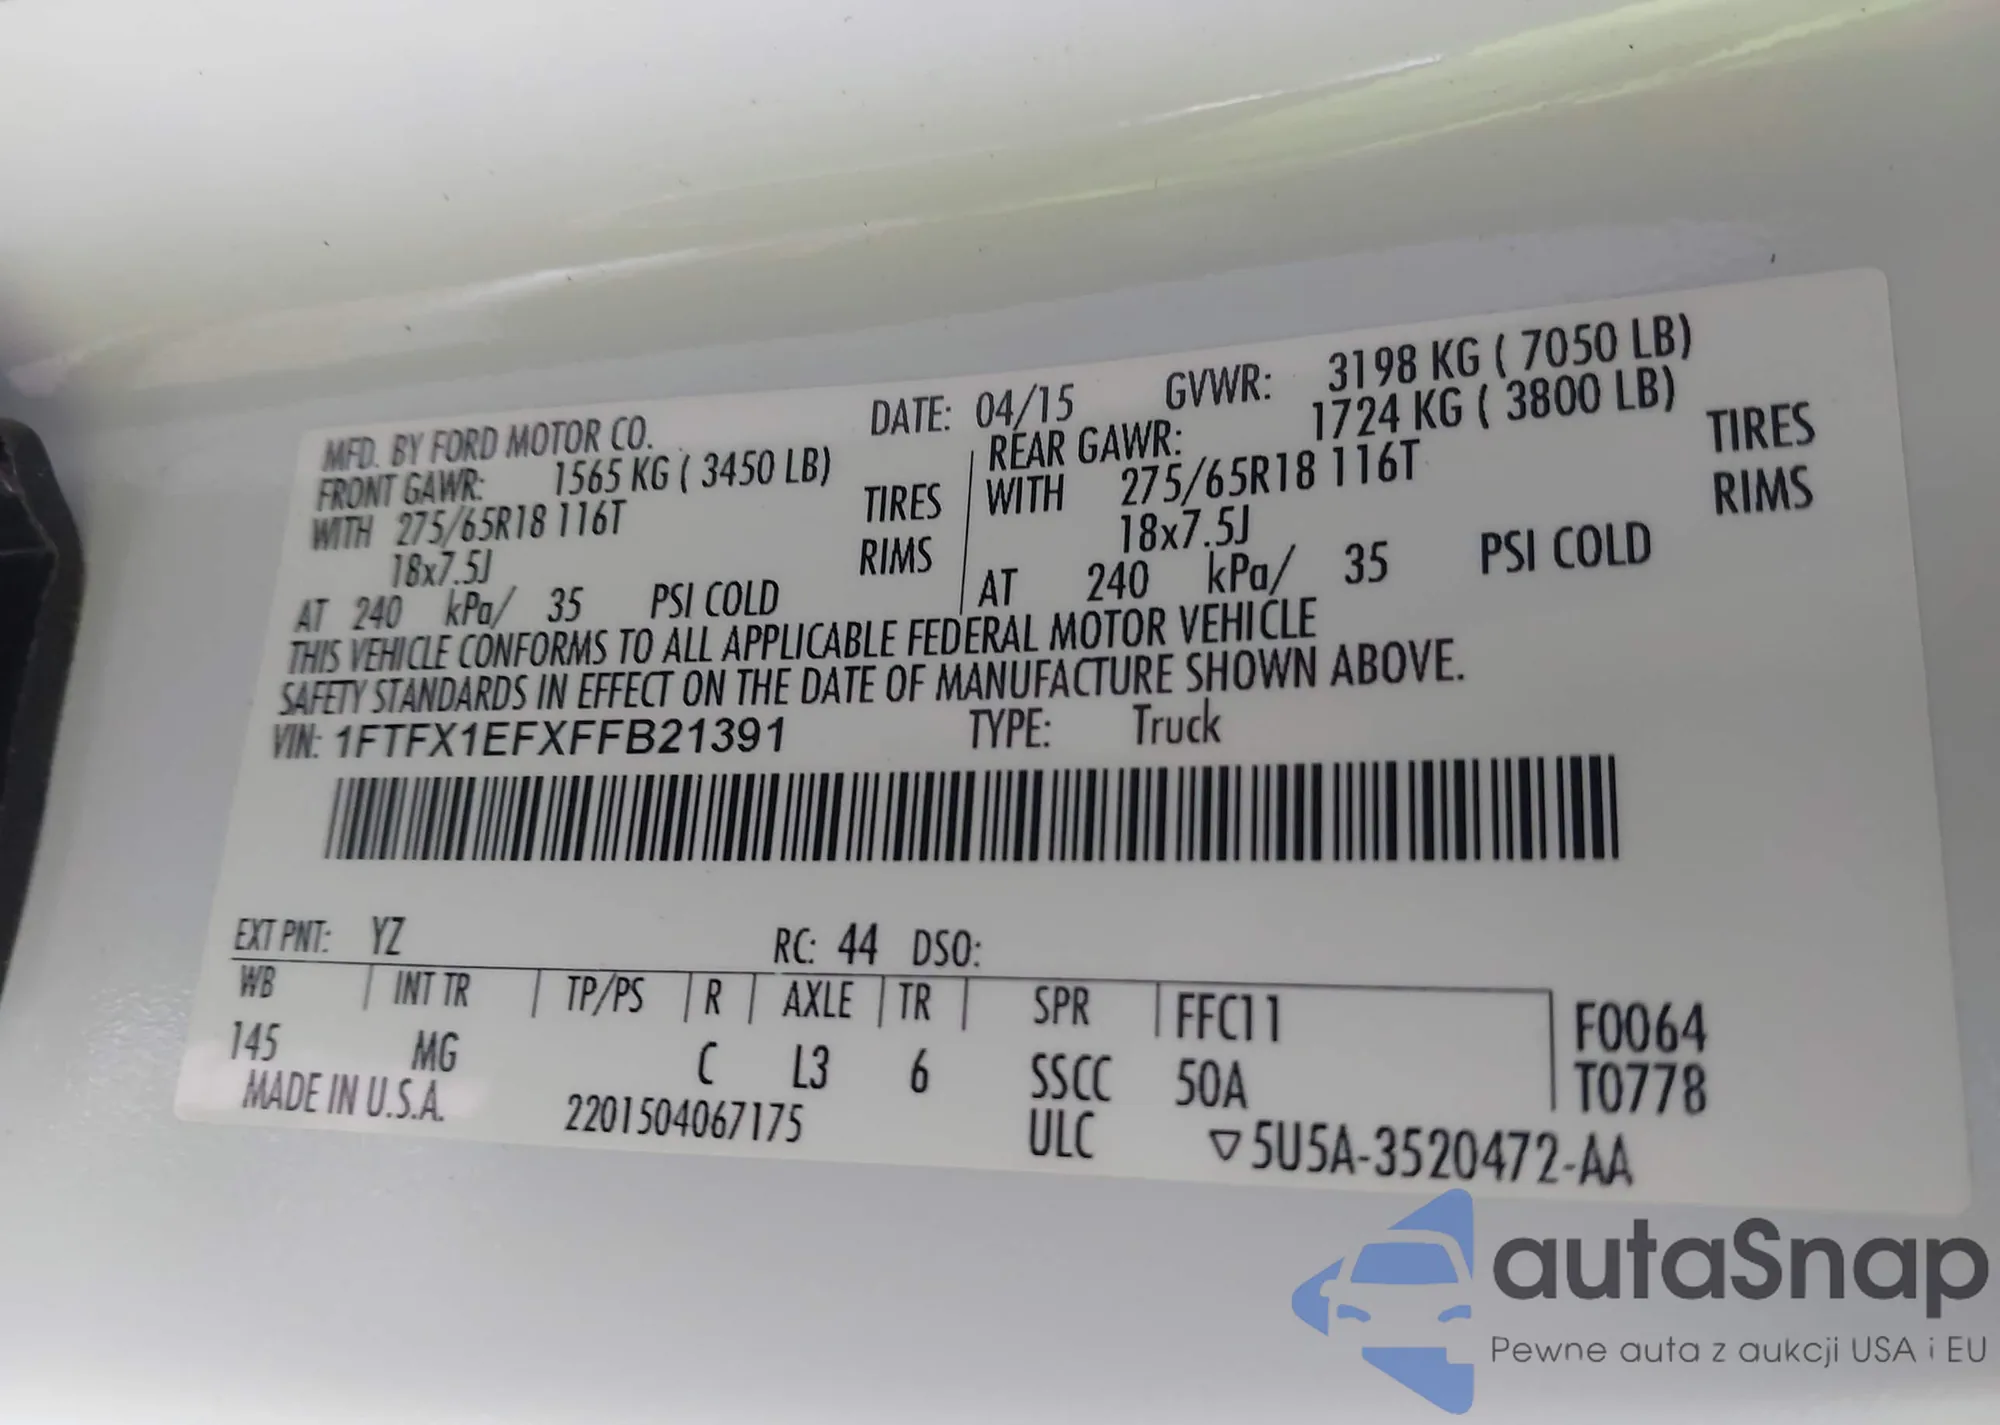 MFD. BY FORD MOTOR CO. DATE: 04/15 GVWR: 3198 KG ( 7050 LB)
FRONT GAWR: 1565 KG ( 3450 LB) REAR GAWR: 1724 KG ( 3800 LB)
WITH 275/65R18 116T TIRES WITH 275/65R18 116T TIRES
18x7.5J RIMS 18x7.5J RIMS
AT 240 kPa/ 35 PSI COLD AT 240 kPa/ 35 PSI COLD
THIS VEHICLE CONFORMS TO ALL APPLICABLE FEDERAL MOTOR VEHICLE
SAFETY STANDARDS IN EFFECT ON THE DATE OF MANUFACTURE SHOWN ABOVE.
VIN: 1FTFX1EFXFFB21391 TYPE: Truck
EXT PNT: YZ RC: 44 DSO:
WB INT TR TP/PS R AXLE TR SPR FFC11 F0064
145 MG C L3 6 SSCC 50A T0778
MADE IN U.S.A. 2201504067175 ULC ▽5U5A-3520472-AA
autaSnap
Pewne auta z aukcji USA i EU